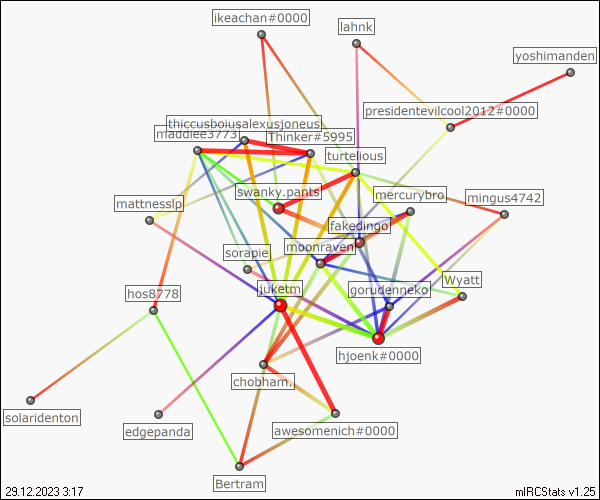 ikeachan#0000
lahnk
yoshimanden
presidentevilcool2012#0000
thiccusboiusalexusjoneus
maddiee3773
Thinker#5995
turtelious
swanky.pants
mercurybro.
mingus4742
mattnesslp
fakedingo
sorapie
moonraven
juketm
gorudenneko
Wyatt
hos8778
hjoenk#0000
chobham.
solaridenton
edgepanda
awesomenich#0000
Bertram
29.12.2023 3:17
mIRCStats v1.25